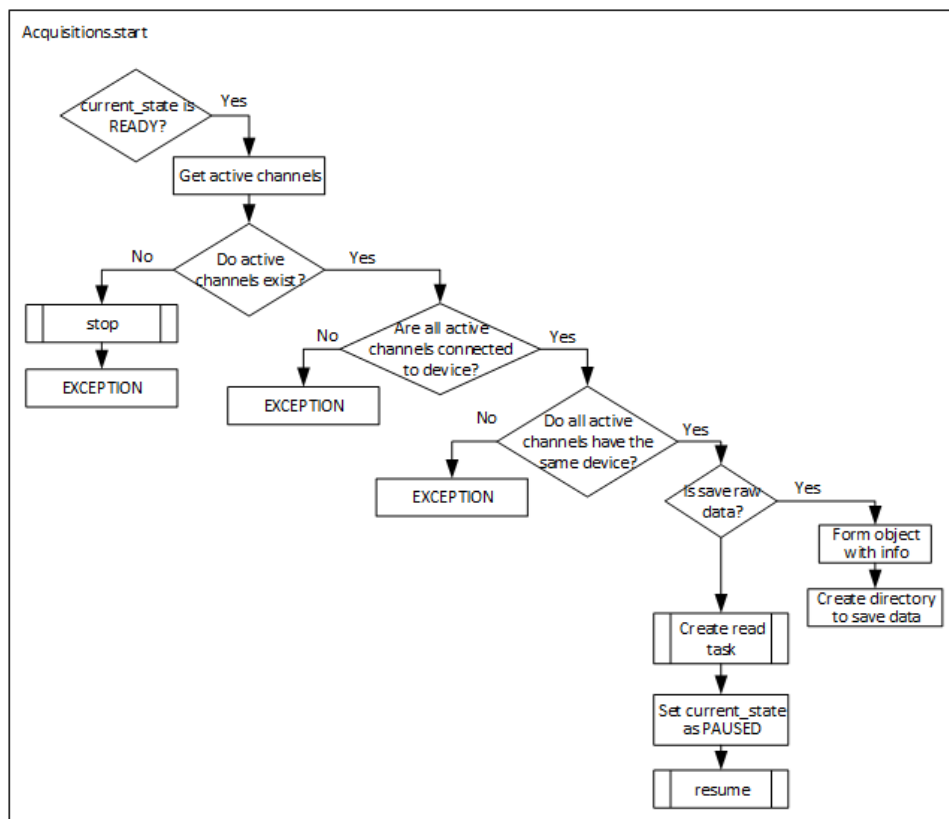 Acquisitions.start
current_state is
READY?
Yes
Get active channels
No
Do active
channels exist?
Yes
stop
EXCEPTION
No
Are all active
channels connected
to device?
Yes
EXCEPTION
No
Do all active
channels have the
same device?
Yes
EXCEPTION
Is save raw
data?
Yes
Form object
with info
Create directory
to save data
Create read
task
Set current_state
as PAUSED
resume